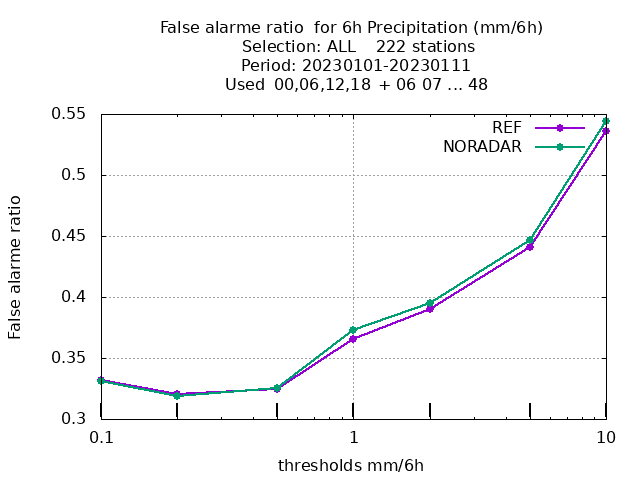 False alarme ratio  for 6h Precipitation (mm/6h)
Selection: ALL    222 stations
Period: 20230101-20230111
Used  00,06,12,18 + 06 07 ... 48
REF
NORADAR
0.55
0.5
0.45
0.4
0.35
0.3
False alarme ratio
0.1
1
10
thresholds mm/6h